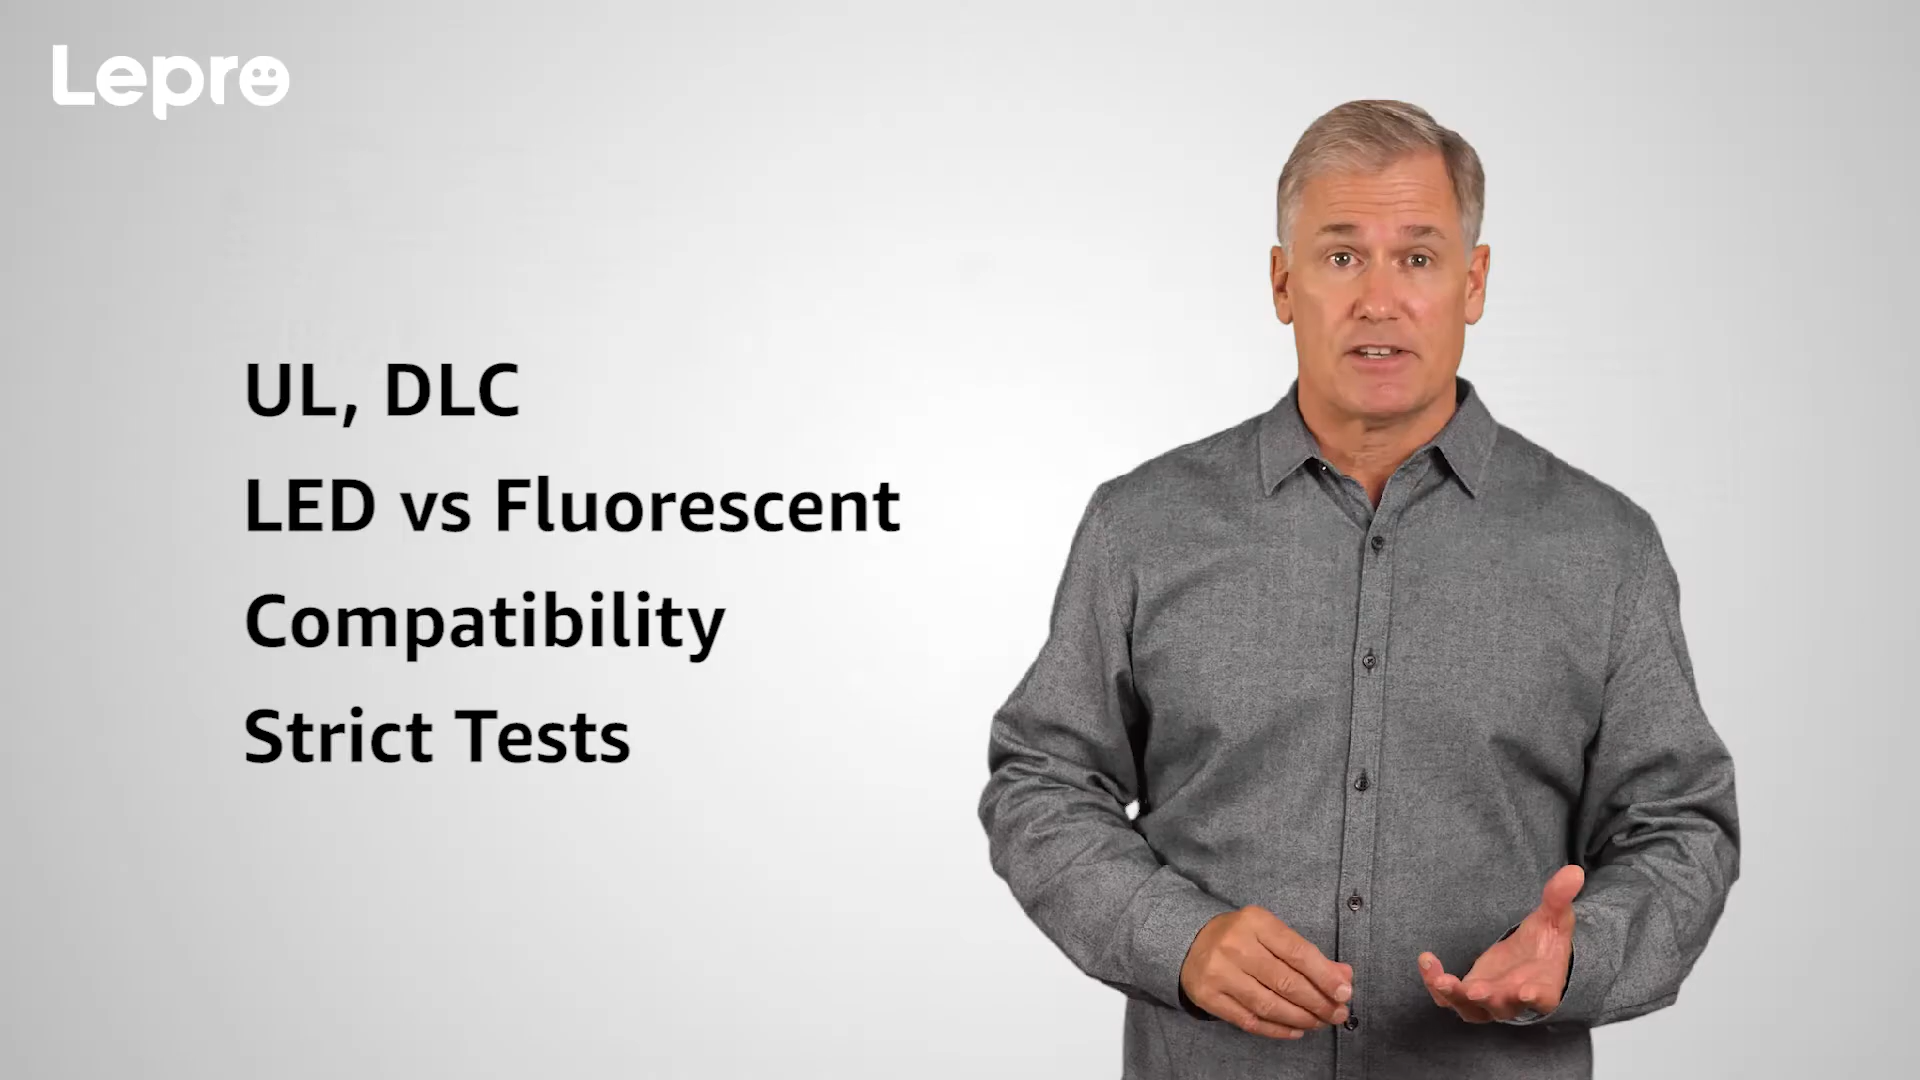 Lepro
UL, DLC
LED vs Fluorescent
Compatibility
Strict Tests